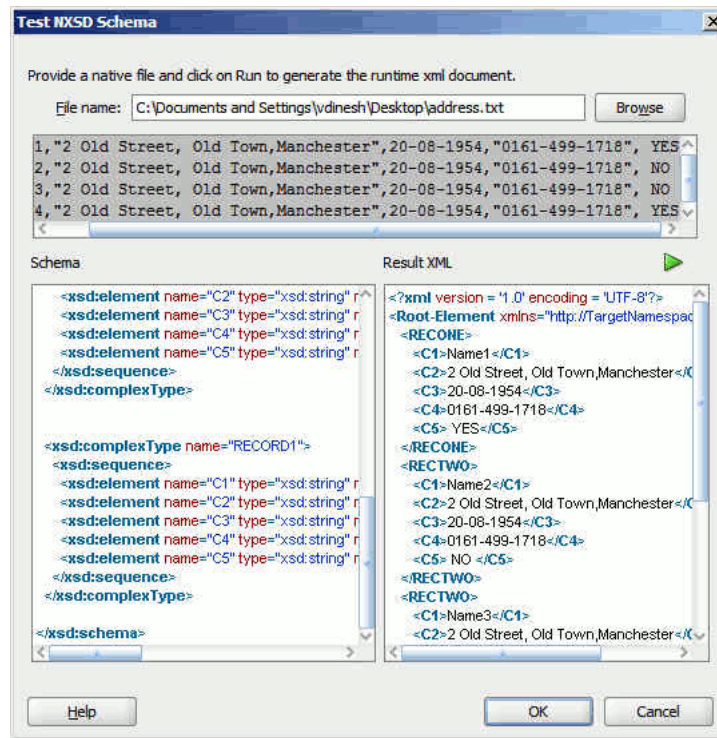 Test NXSD Schema
Provide a native file and click on Run to generate the runtime xml document.
File name: C:\Documents and Settings\vdinesh\Desktop\address.txt Browse
1,"2 Old Street, Old Town,Manchester",20-08-1954,"0161-499-1718", YES
2,"2 Old Street, Old Town,Manchester",20-08-1954,"0161-499-1718", NO
3,"2 Old Street, Old Town,Manchester",20-08-1954,"0161-499-1718", NO
4,"2 Old Street, Old Town,Manchester",20-08-1954,"0161-499-1718", YES
Schema
<xsd:element name="C2" type="xsd:string"
<xsd:element name="C3" type="xsd:string"
<xsd:element name="C4" type="xsd:string"
<xsd:element name="C5" type="xsd:string"
</xsd:sequence>
</xsd:complexType>
<xsd:complexType name="RECORD1">
<xsd:sequence>
<xsd:element name="C1" type="xsd:string"
<xsd:element name="C2" type="xsd:string"
<xsd:element name="C3" type="xsd:string"
<xsd:element name="C4" type="xsd:string"
<xsd:element name="C5" type="xsd:string"
</xsd:sequence>
</xsd:complexType>
</xsd:schema>
Result XML
<?xml version = '1.0' encoding = 'UTF-8'?>
<Root-Element xmlns="http://TargetNamespac
<RECONE>
<C1>Name1</C1>
<C2>2 Old Street, Old Town,Manchester</C
<C3>20-08-1954</C3>
<C4>0161-499-1718</C4>
<C5> YES</C5>
</RECONE>
<RECTWO>
<C1>Name2</C1>
<C2>2 Old Street, Old Town,Manchester</C
<C3>20-08-1954</C3>
<C4>0161-499-1718</C4>
<C5> NO </C5>
</RECTWO>
<RECTWO>
<C1>Name3</C1>
<C2>2 Old Street, Old Town,Manchester</C
Help OK Cancel